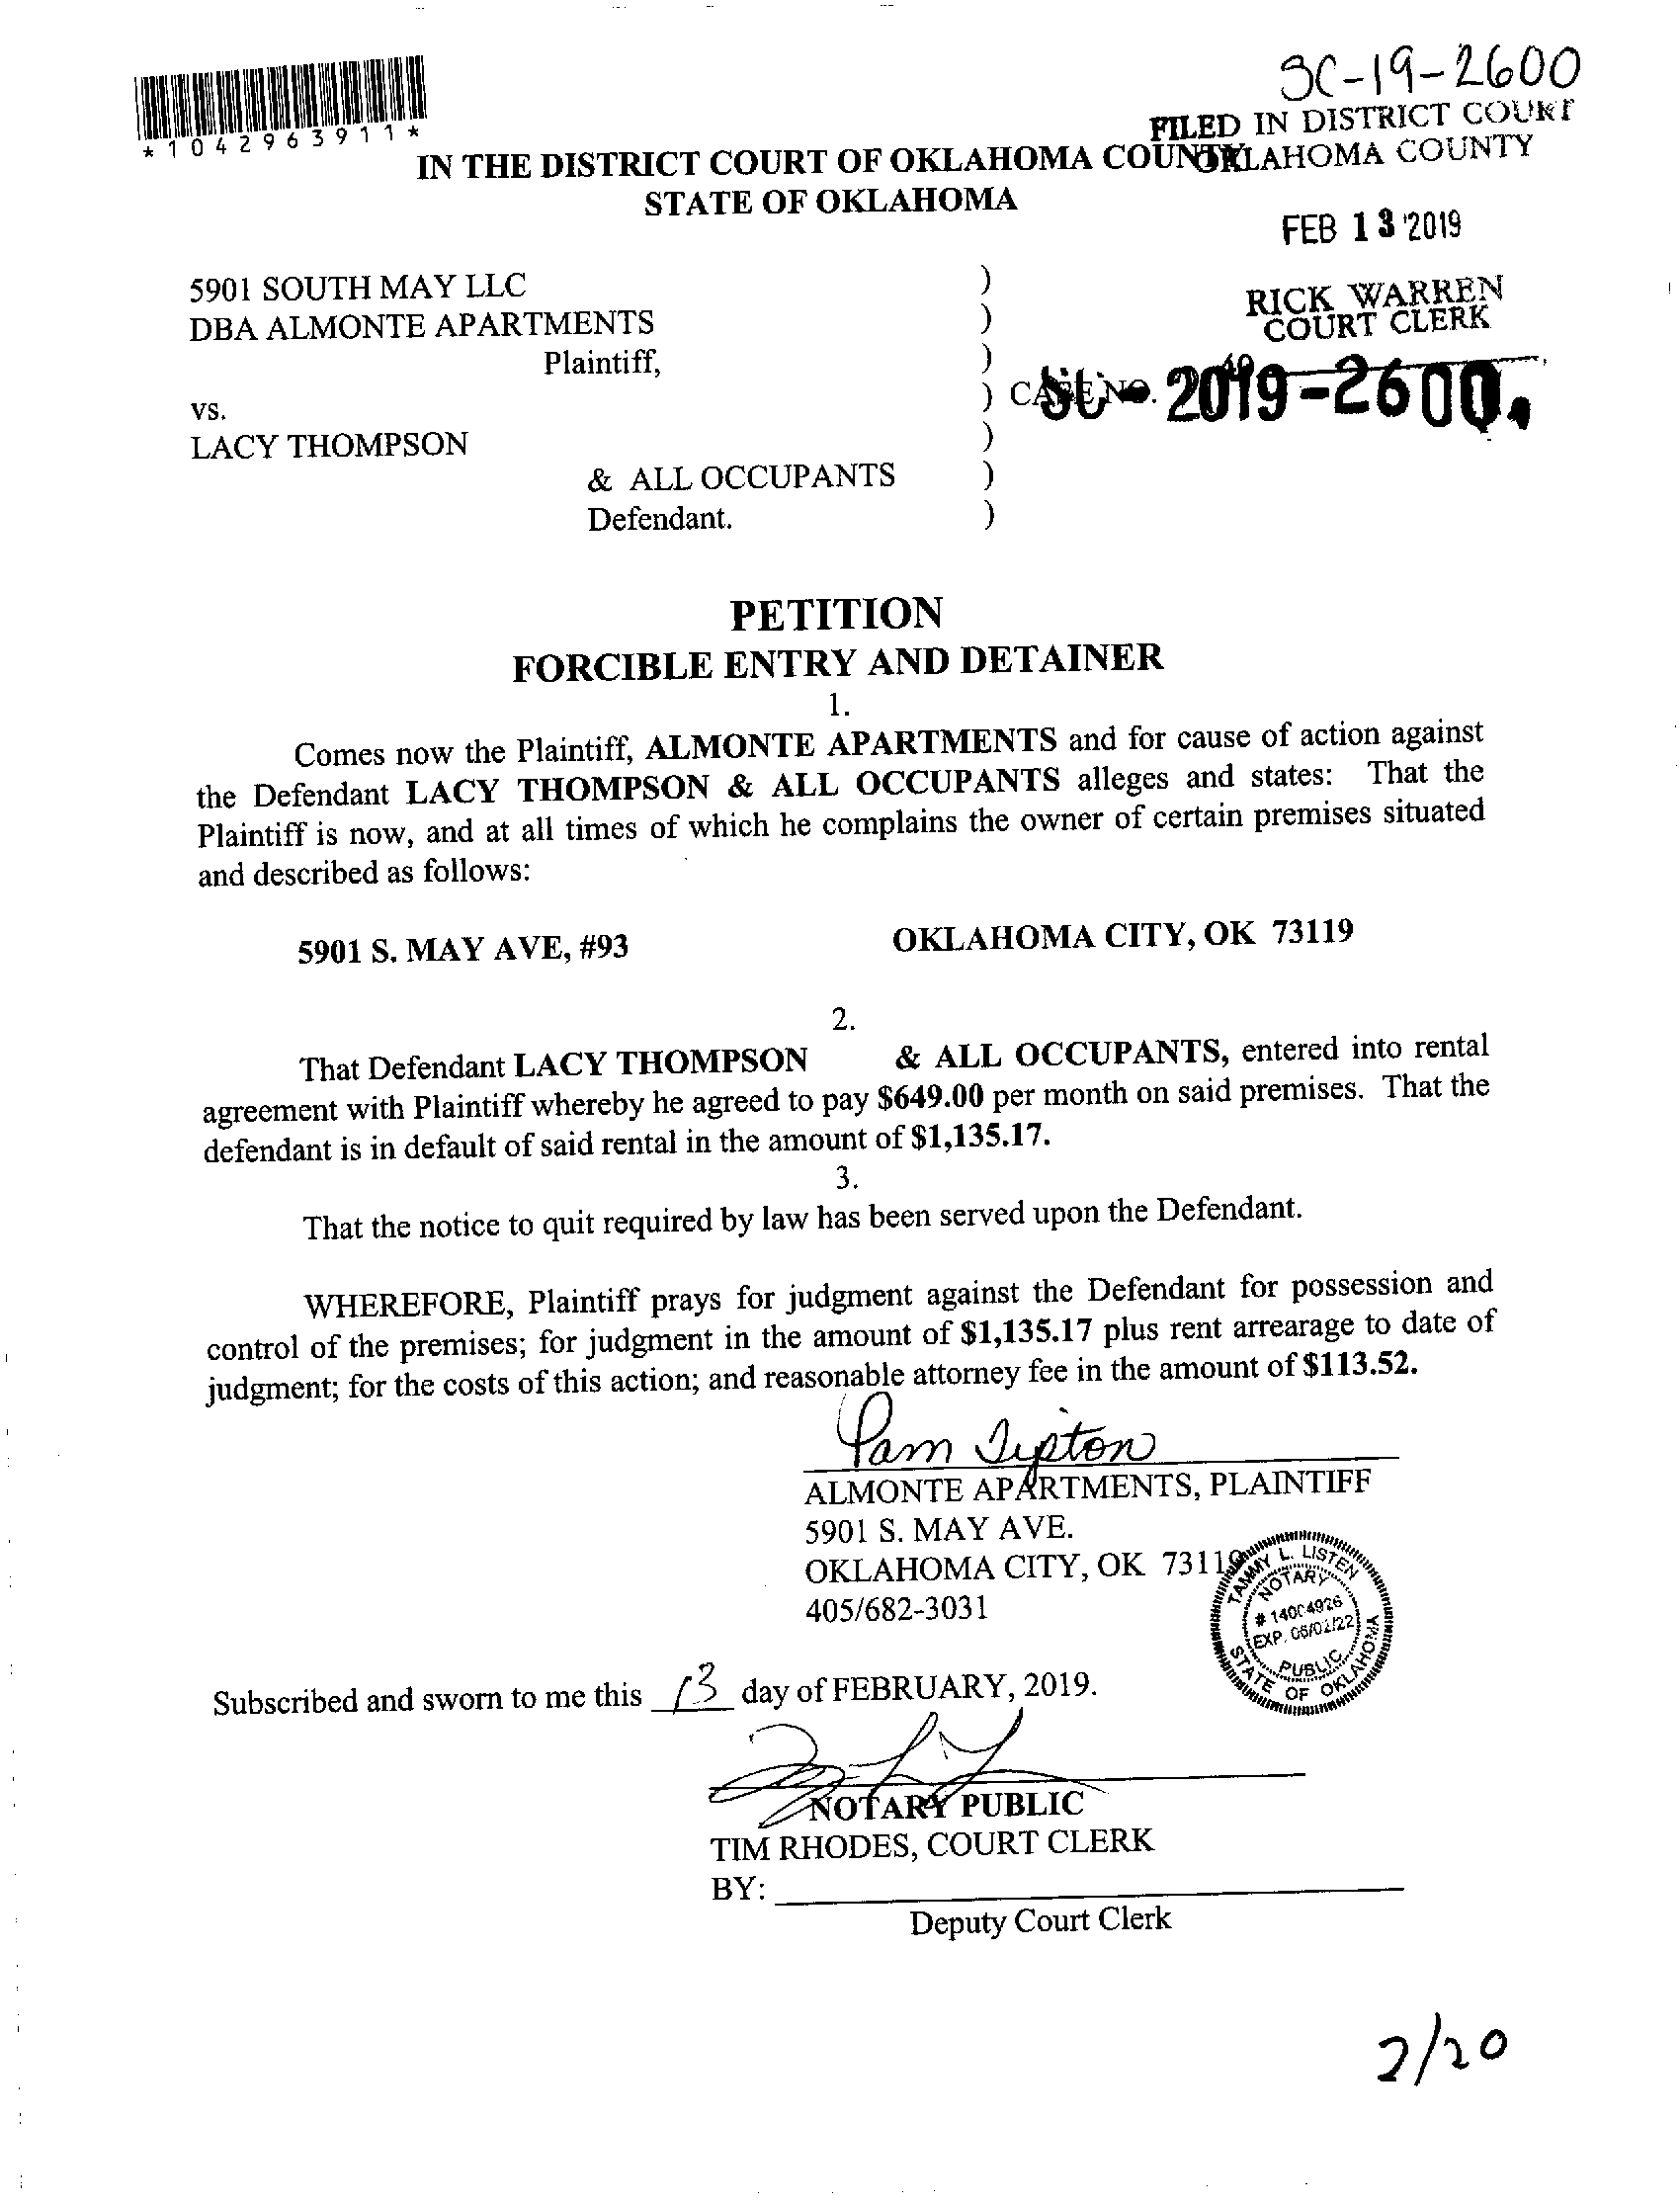 SC-19-2600
*1042963911*
FILED IN DISTRICT COURT
OKLAHOMA COUNTY
IN THE DISTRICT COURT OF OKLAHOMA COUNTY
STATE OF OKLAHOMA
FEB 13 2019
RICK WARREN
COURT CLERK
5901 SOUTH MAY LLC )
DBA ALMONTE APARTMENTS )
Plaintiff, )
) CASE NO. SC-2019-2600
vs.
LACY THOMPSON )
& ALL OCCUPANTS )
Defendant. )
PETITION
FORCIBLE ENTRY AND DETAINER
1.
Comes now the Plaintiff, ALMONTE APARTMENTS and for cause of action against
the Defendant LACY THOMPSON & ALL OCCUPANTS alleges and states: That the
Plaintiff is now, and at all times of which he complains the owner of certain premises situated
and described as follows:
5901 S. MAY AVE, #93 OKLAHOMA CITY, OK 73119
2.
That Defendant LACY THOMPSON & ALL OCCUPANTS, entered into rental
agreement with Plaintiff whereby he agreed to pay $649.00 per month on said premises. That the
defendant is in default of said rental in the amount of $1,135.17.
3.
That the notice to quit required by law has been served upon the Defendant.
WHEREFORE, Plaintiff prays for judgment against the Defendant for possession and
control of the premises; for judgment in the amount of $1,135.17 plus rent arrearage to date of
judgment; for the costs of this action; and reasonable attorney fee in the amount of $113.52.
Pam Tipton
ALMONTE APARTMENTS, PLAINTIFF
5901 S. MAY AVE.
OKLAHOMA CITY, OK 73119
405/682-3031
TAMMY L. LISTEN
NOTARY
# 14004926
EXP. 06/02/22
PUBLIC
STATE OF OKLAHOMA
Subscribed and sworn to me this 13 day of FEBRUARY, 2019.
NOTARY PUBLIC
TIM RHODES, COURT CLERK
BY:
Deputy Court Clerk
2/20